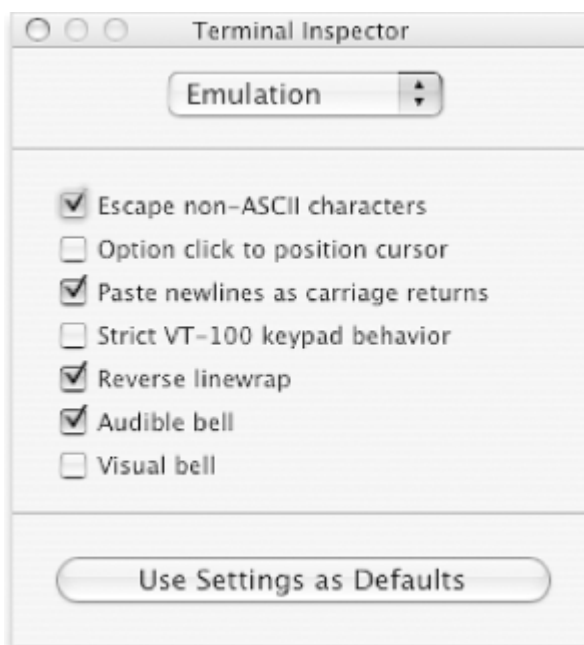 Terminal Inspector
Emulation
Escape non-ASCII characters
Option click to position cursor
Paste newlines as carriage returns
Strict VT-100 keypad behavior
Reverse linewrap
Audible bell
Visual bell
Use Settings as Defaults